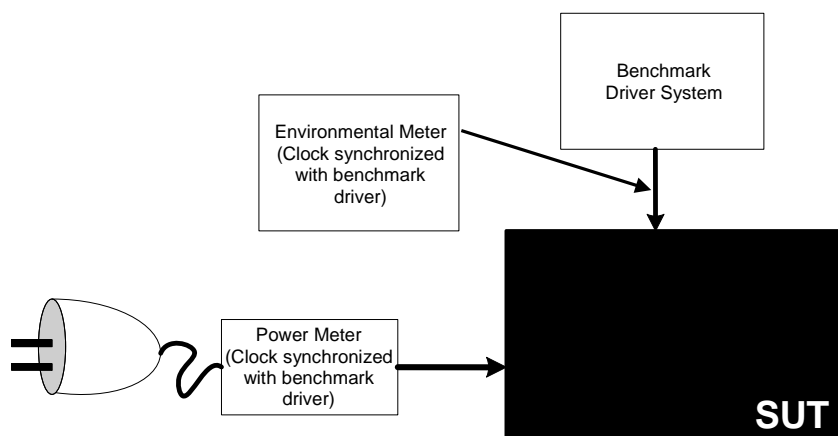 Benchmark
Driver System
Environmental Meter
(Clock synchronized
with benchmark
driver)
Power Meter
(Clock synchronized
with benchmark
driver)
SUT